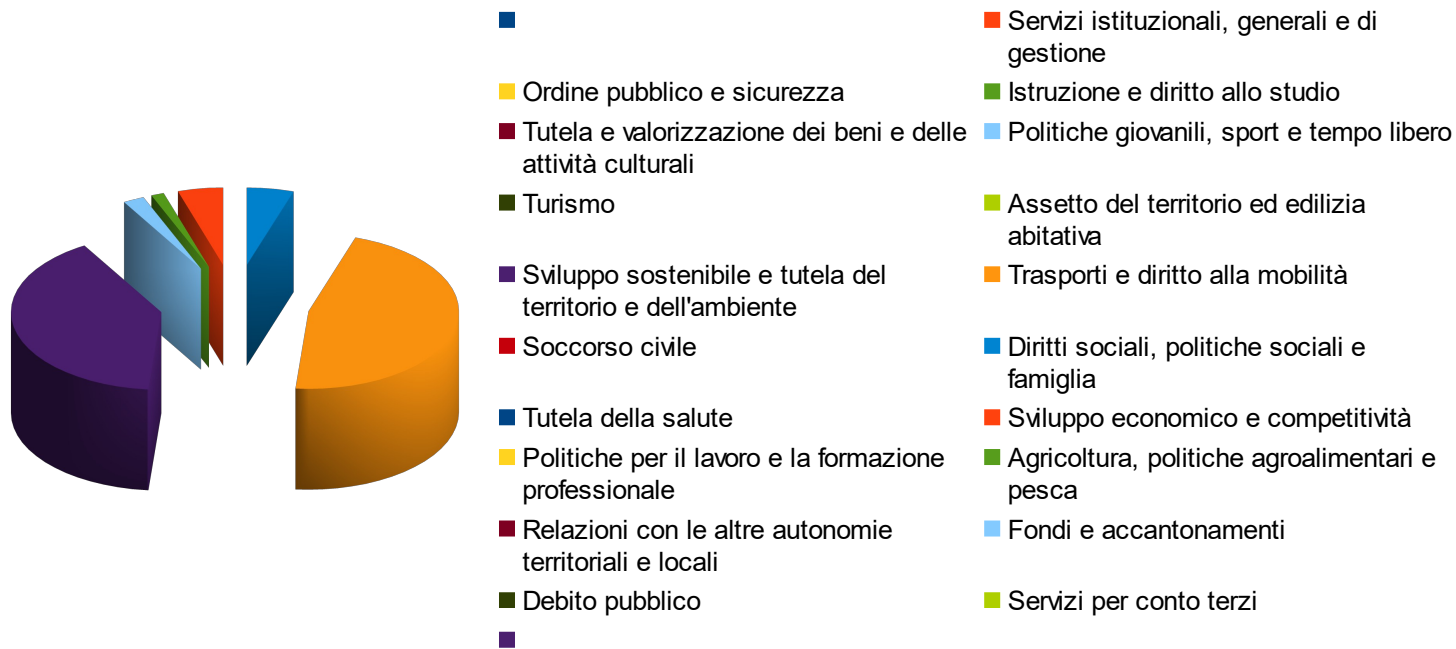 Servizi istituzionali, generali e di
gestione
Ordine pubblico e sicurezza
Istruzione e diritto allo studio
Tutela e valorizzazione dei beni e delle
attività culturali
Politiche giovanili, sport e tempo libero
Turismo
Assetto del territorio ed edilizia
abitativa
Sviluppo sostenibile e tutela del
territorio e dell'ambiente
Trasporti e diritto alla mobilità
Soccorso civile
Diritti sociali, politiche sociali e
famiglia
Tutela della salute
Sviluppo economico e competitività
Politiche per il lavoro e la formazione
professionale
Agricoltura, politiche agroalimentari e
pesca
Relazioni con le altre autonomie
territoriali e locali
Fondi e accantonamenti
Debito pubblico
Servizi per conto terzi